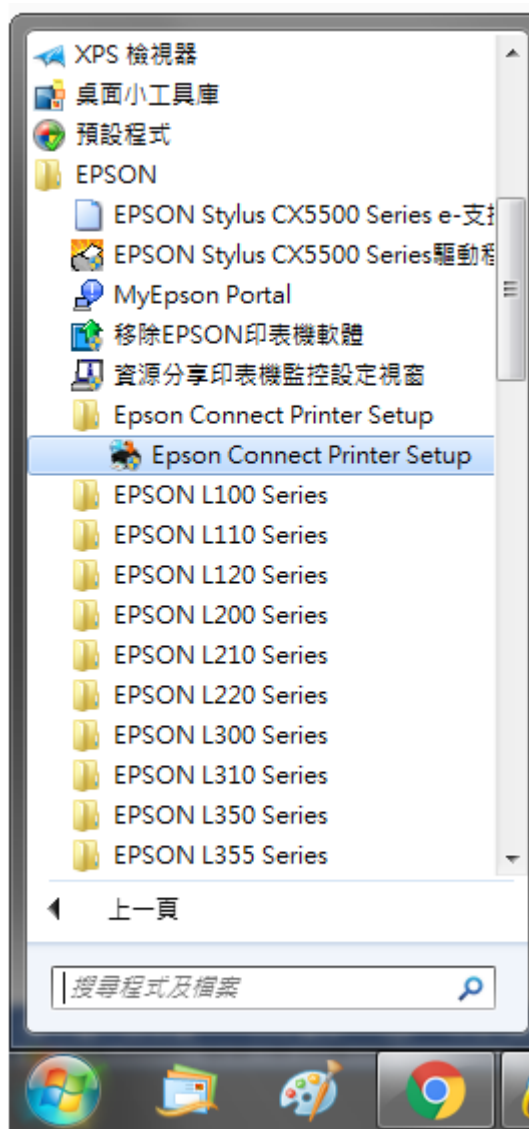 XPS 檢視器
桌面小工具庫
預設程式
EPSON
EPSON Stylus CX5500 Series e-支
EPSON Stylus CX5500 Series驅動
MyEpson Portal
移除EPSON印表機軟體
資源分享印表機監控設定視窗
Epson Connect Printer Setup
Epson Connect Printer Setup
EPSON L100 Series
EPSON L110 Series
EPSON L120 Series
EPSON L200 Series
EPSON L210 Series
EPSON L220 Series
EPSON L300 Series
EPSON L310 Series
EPSON L350 Series
EPSON L355 Series
上一頁
搜尋程式及檔案